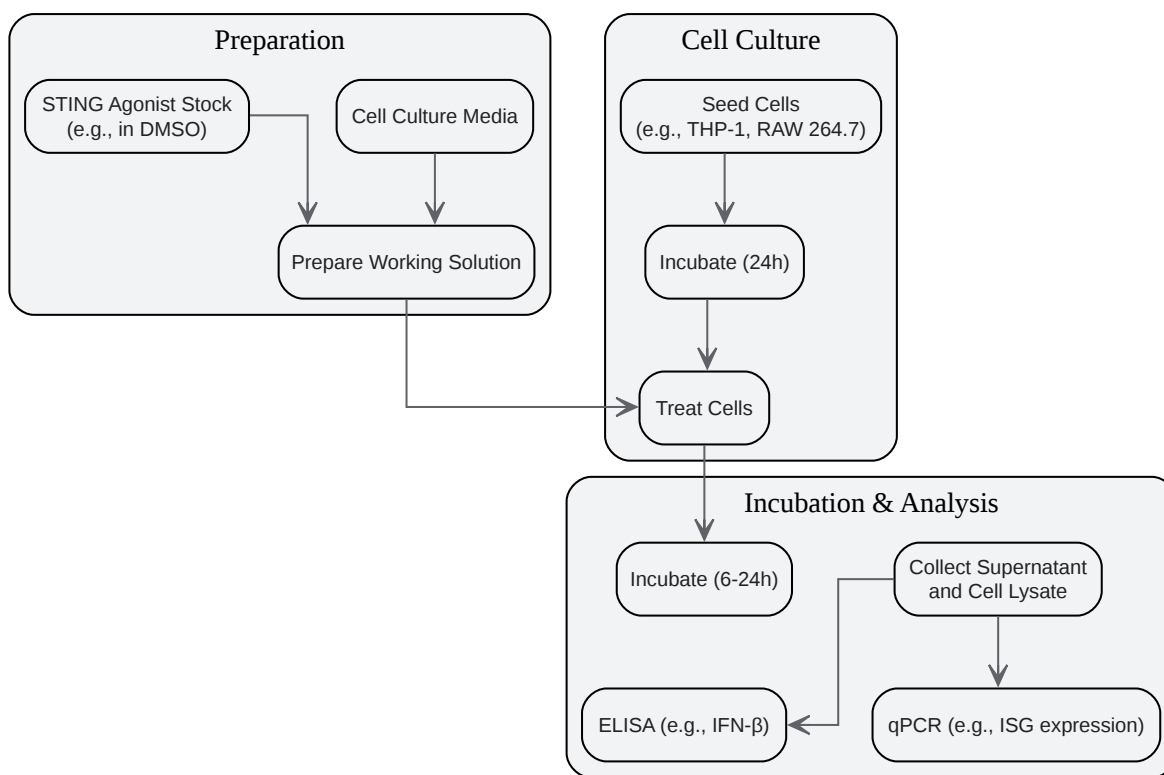 Preparation
STING Agonist Stock
(e.g., in DMSO)
Cell Culture Media
Prepare Working Solution
Cell Culture
Seed Cells
(e.g., THP-1, RAW 264.7)
Incubate (24h)
Treat Cells
Incubation & Analysis
Incubate (6-24h)
Collect Supernatant
and Cell Lysate
ELISA (e.g., IFN-β)
qPCR (e.g., ISG expression)